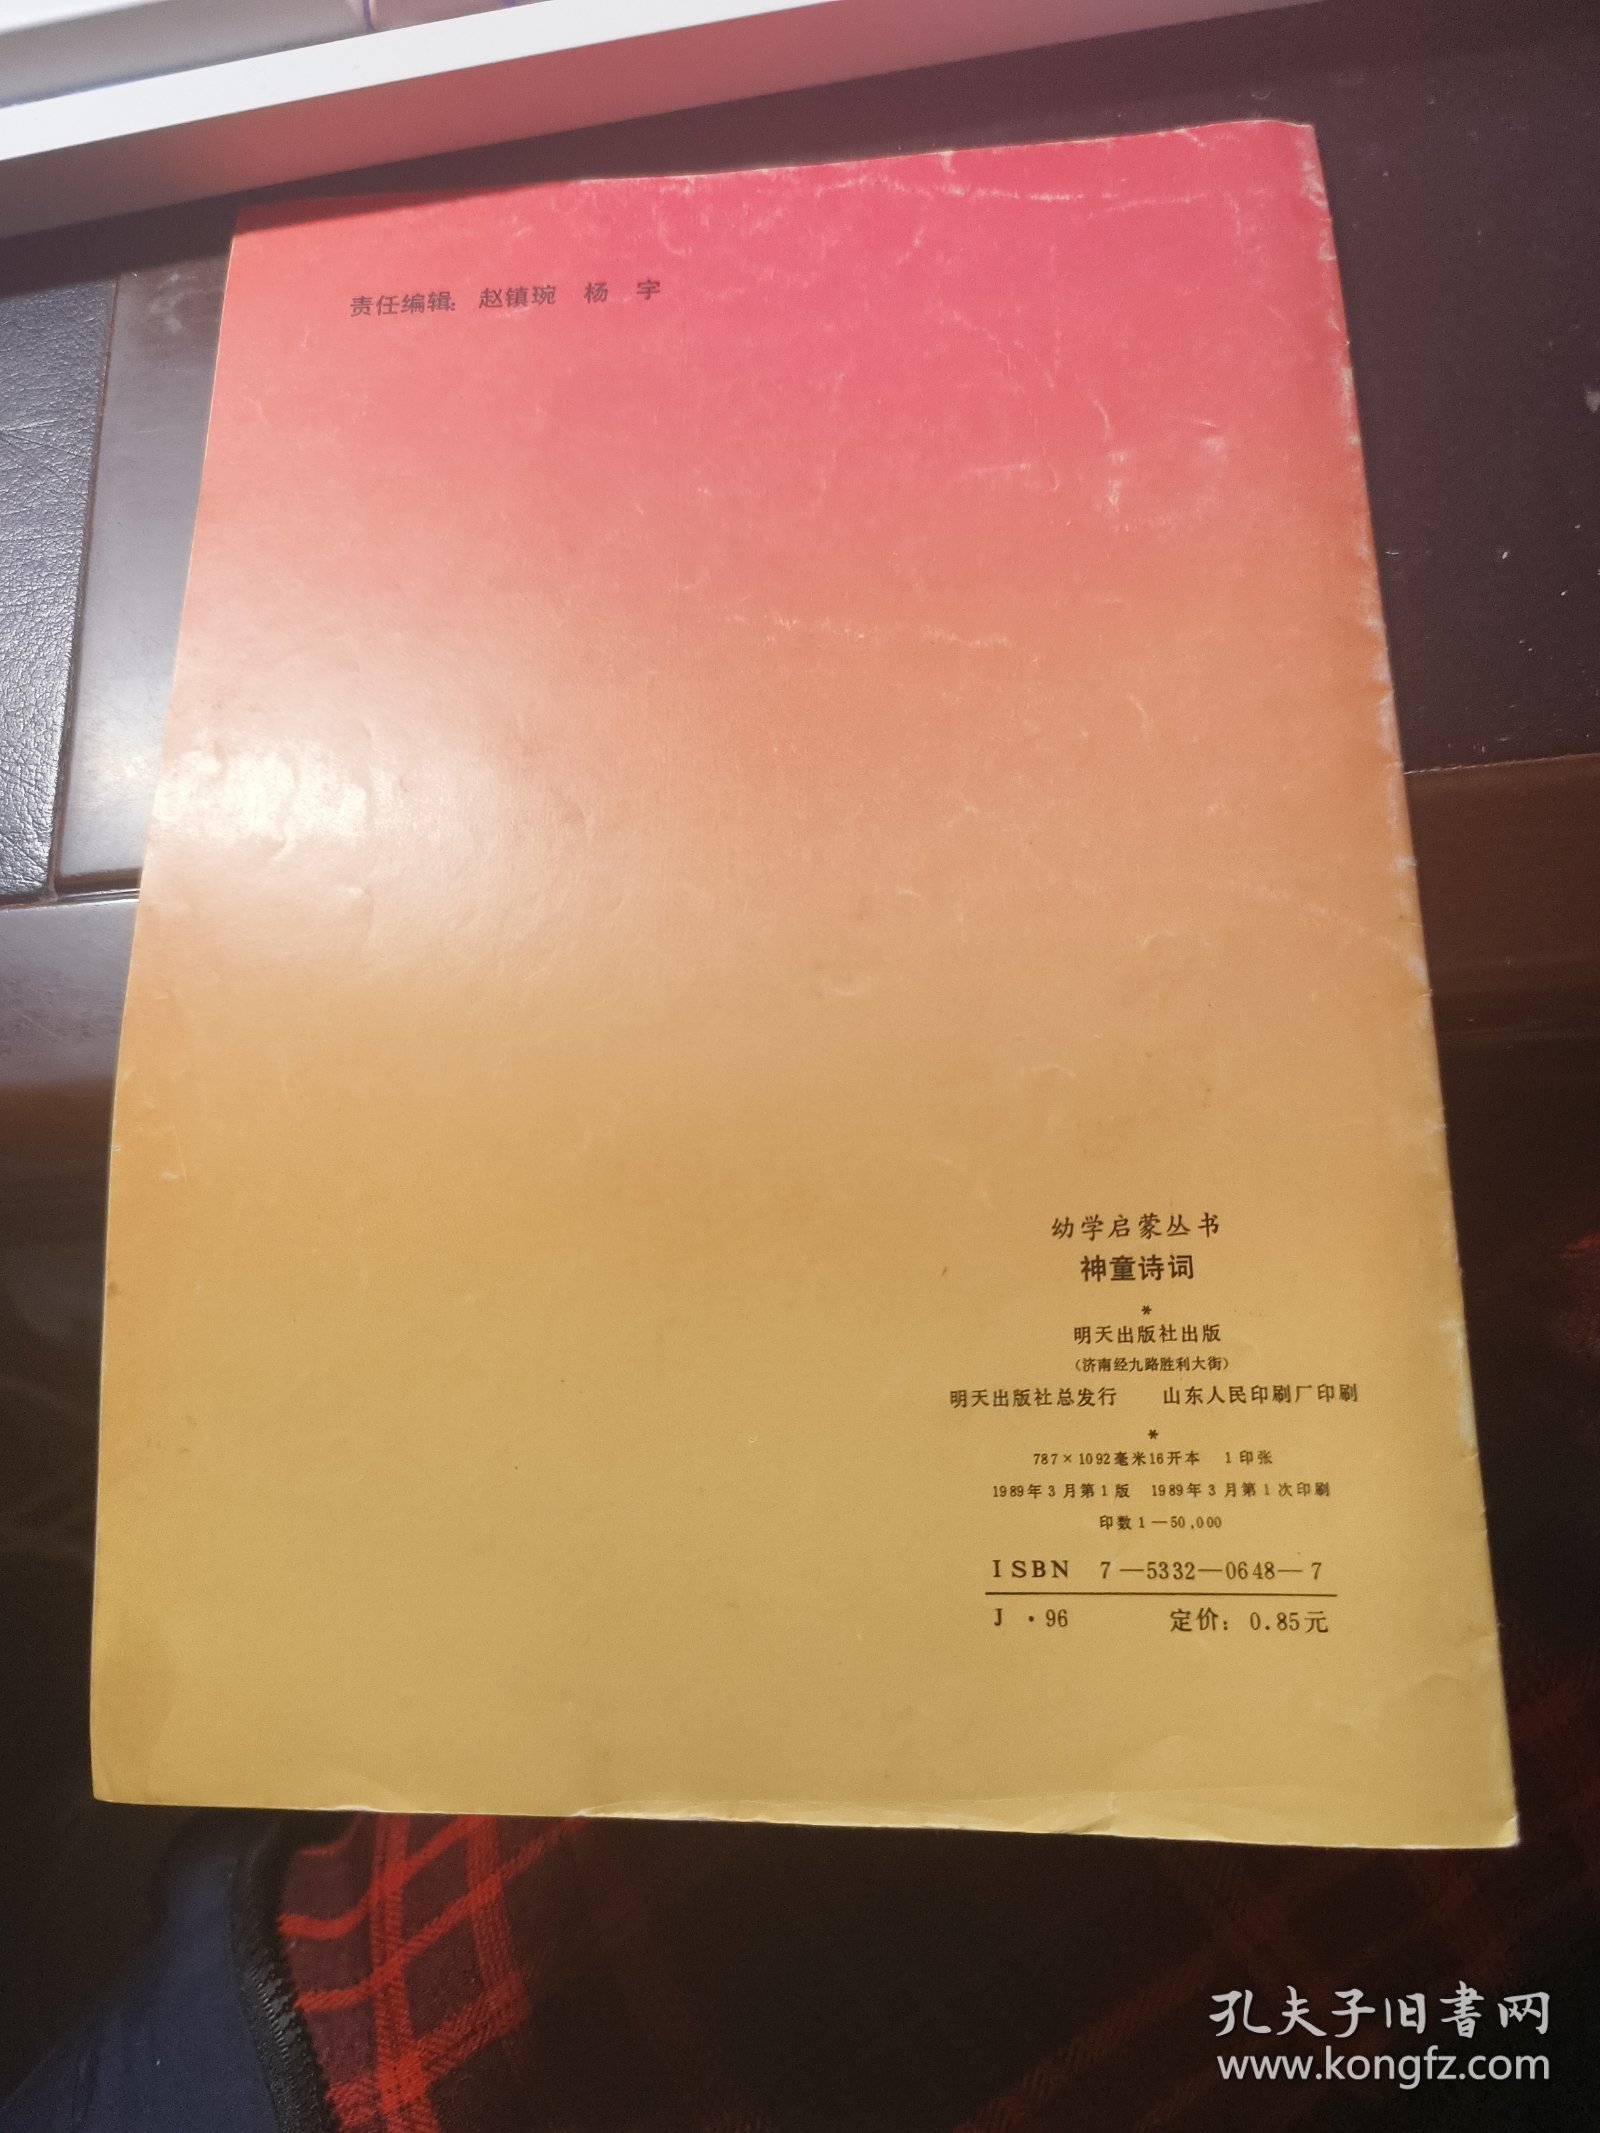 责任编辑：赵镇琬 杨 宇
幼学启蒙丛书
神童诗词
*
明天出版社出版
（济南经九路胜利大街）
明天出版社总发行 山东人民印刷厂印刷
*
787×1092毫米16开本 1印张
1989年3月第1版 1989年3月第1次印刷
印数1—50,000
ISBN 7—5332—0648—7
J·96 定价：0.85元
孔夫子旧书网
www.kongfz.com